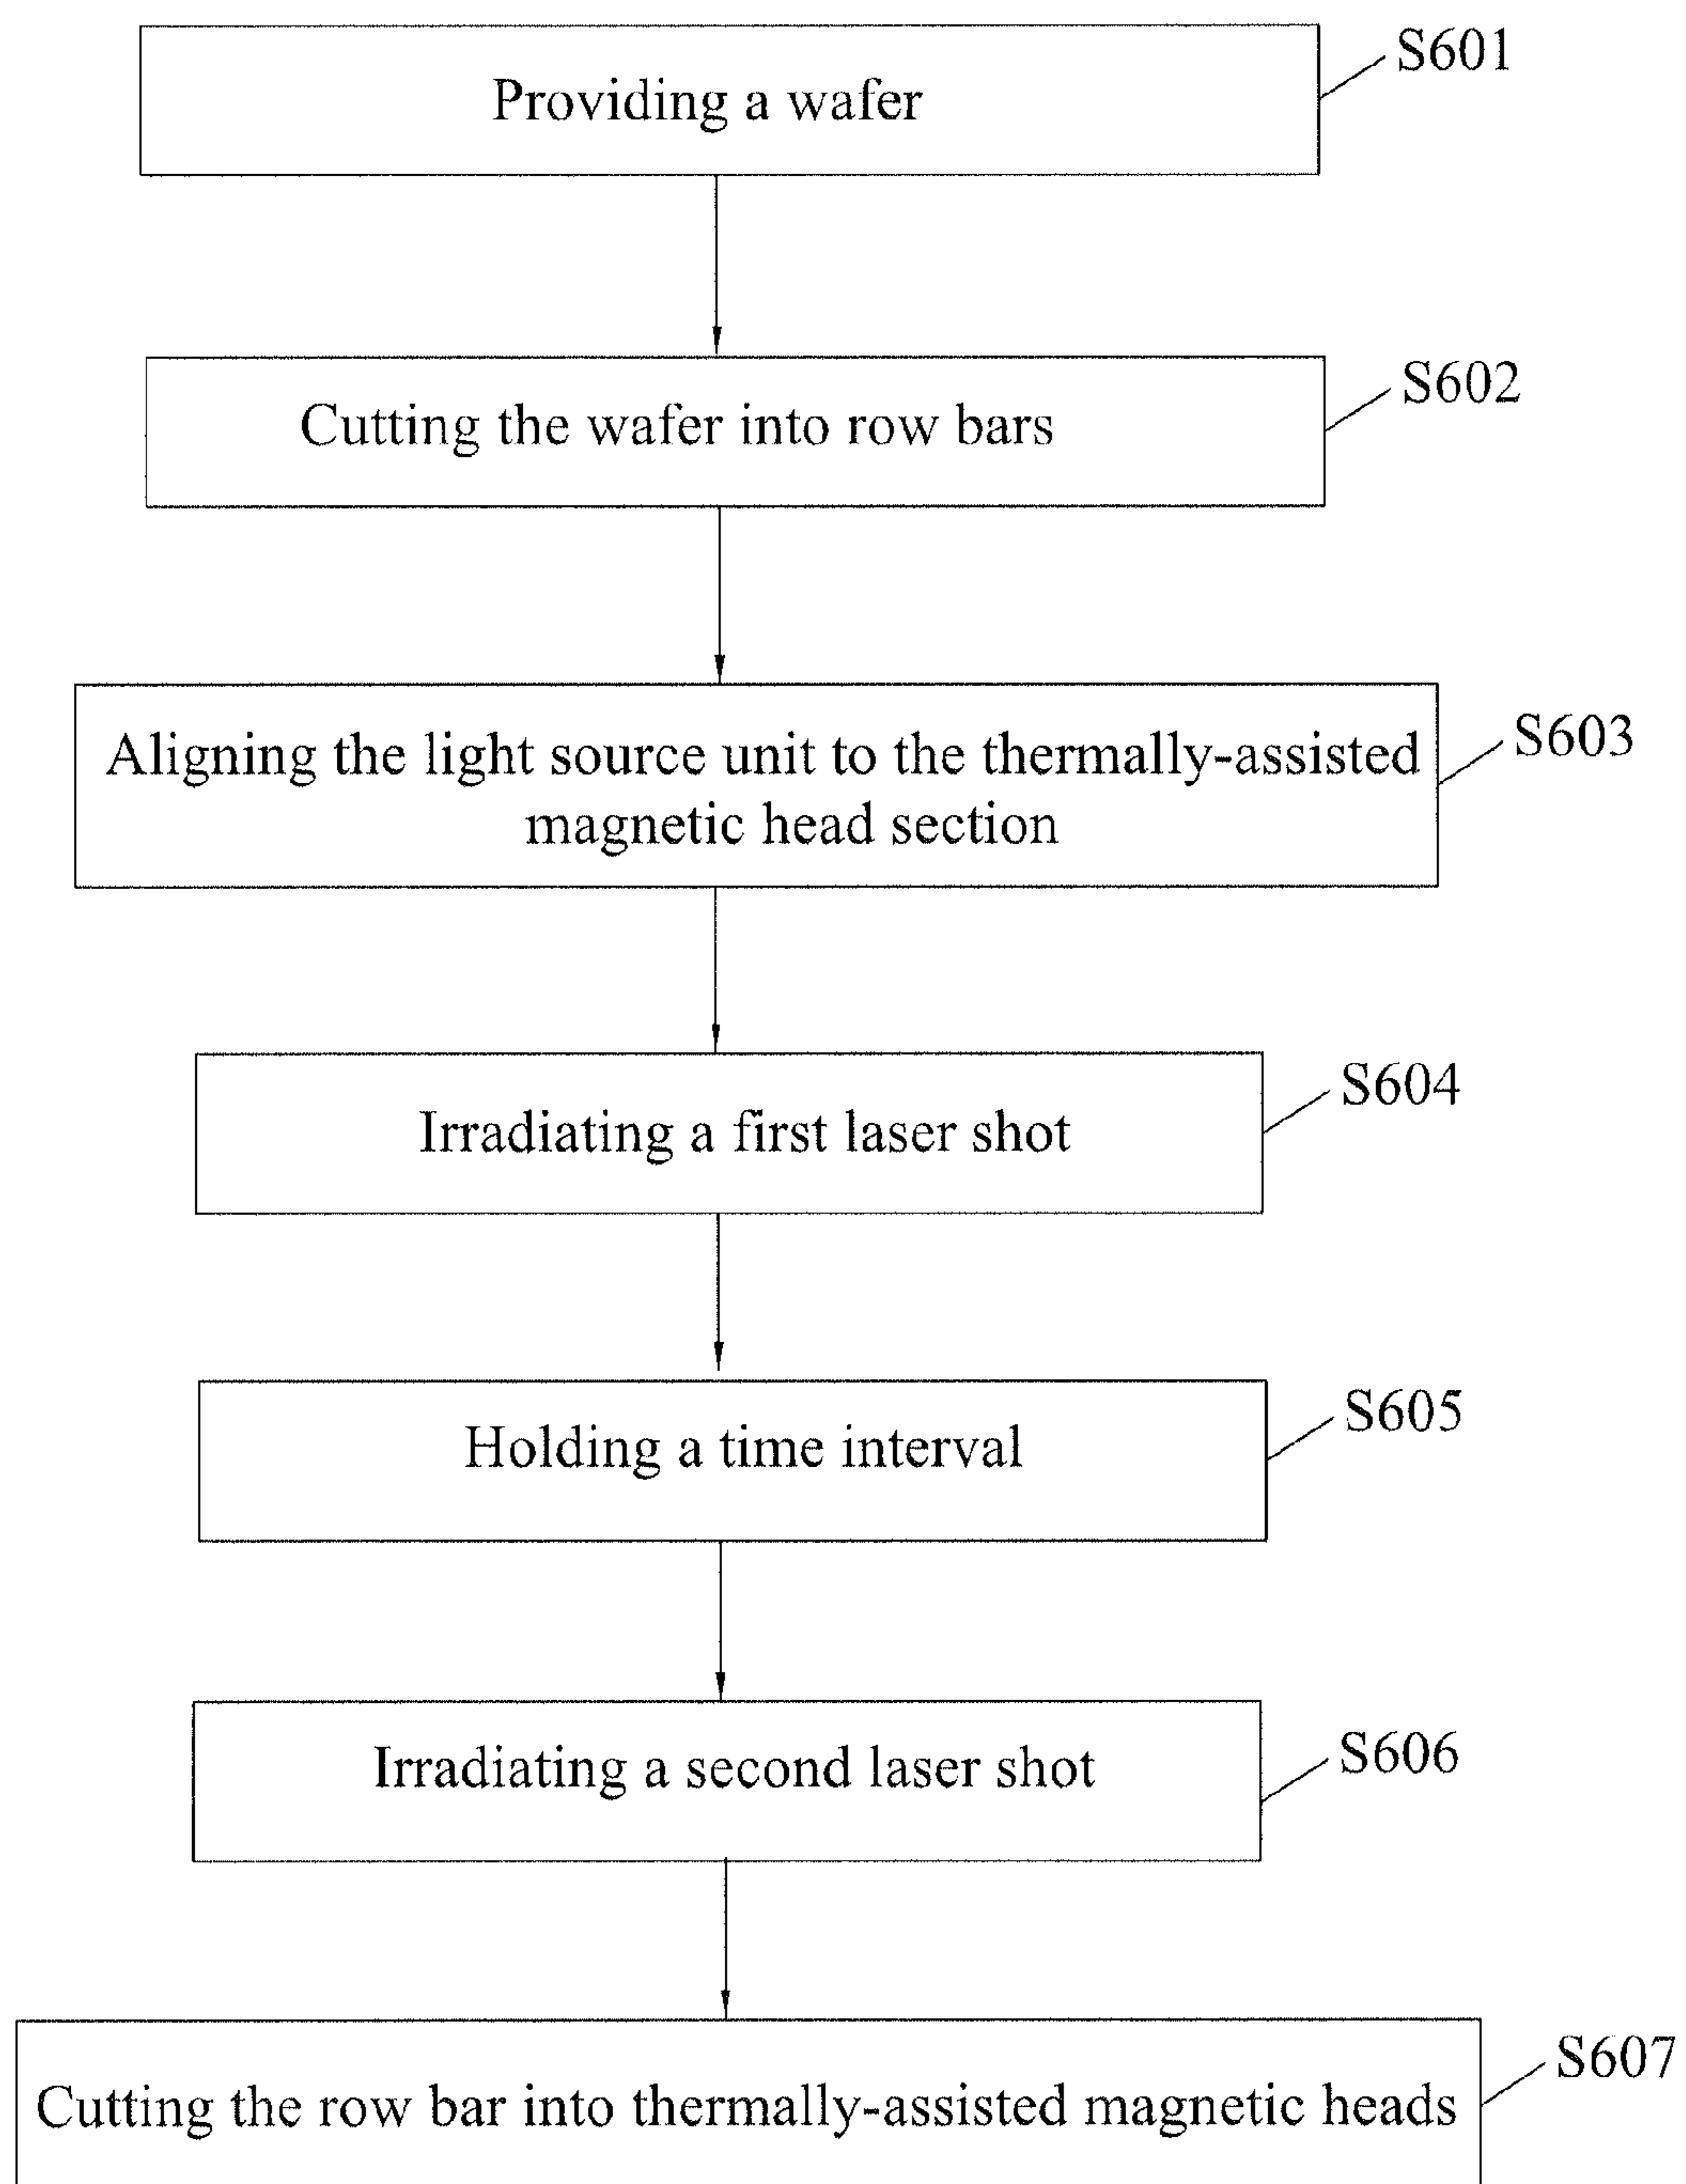 S601
Providing a wafer
S602
Cutting the wafer into row bars
S603
Aligning the light source unit to the thermally-assisted
magnetic head section
S604
Irradiating a first laser shot
S605
Holding a time interval
S606
Irradiating a second laser shot
S607
Cutting the row bar into thermally-assisted magnetic heads